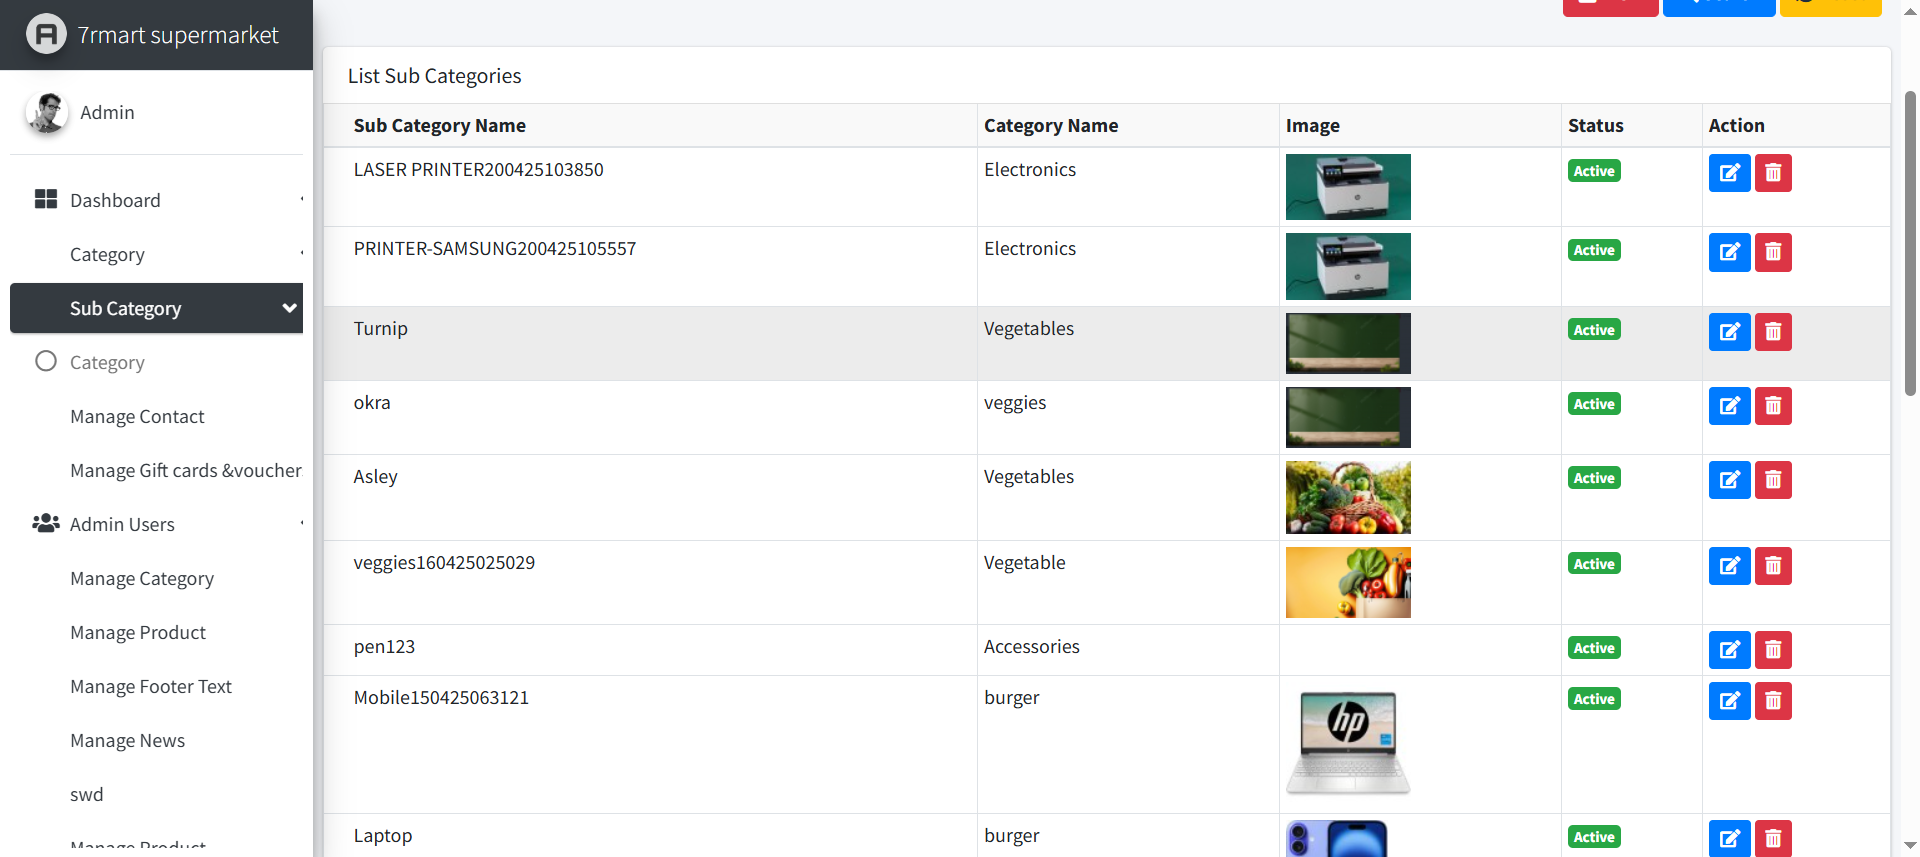 7rmart supermarket
Admin
Dashboard
Category
Sub Category
Category
Manage Contact
Manage Gift cards &voucher
Admin Users
Manage Category
Manage Product
Manage Footer Text
Manage News
swd
Manage Product
List Sub Categories
Sub Category Name Category Name Image Status Action
LASER PRINTER200425103850 Electronics Active
PRINTER-SAMSUNG200425105557 Electronics Active
Turnip Vegetables Active
okra veggies Active
Asley Vegetables Active
veggies160425025029 Vegetable Active
pen123 Accessories Active
Mobile150425063121 burger hp Active
Laptop burger Active